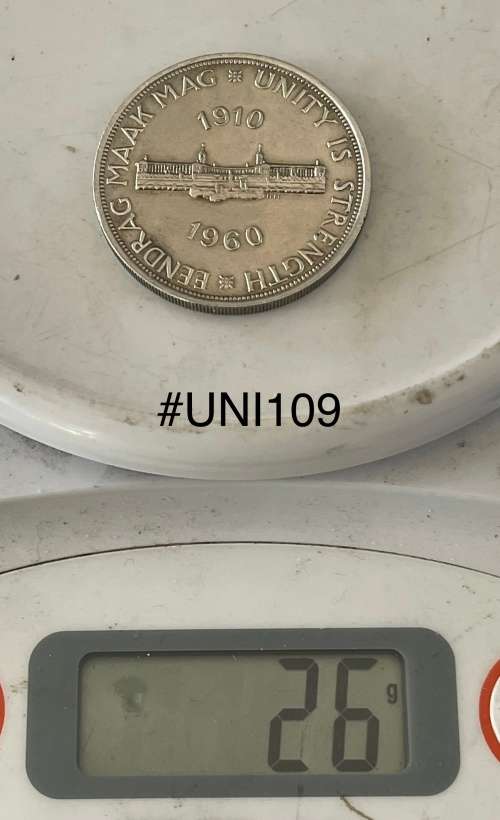 EENDRAG MAAK MAG ※ UNITY IS STRENGTH ※
1910
1960
#UNI109
26 g